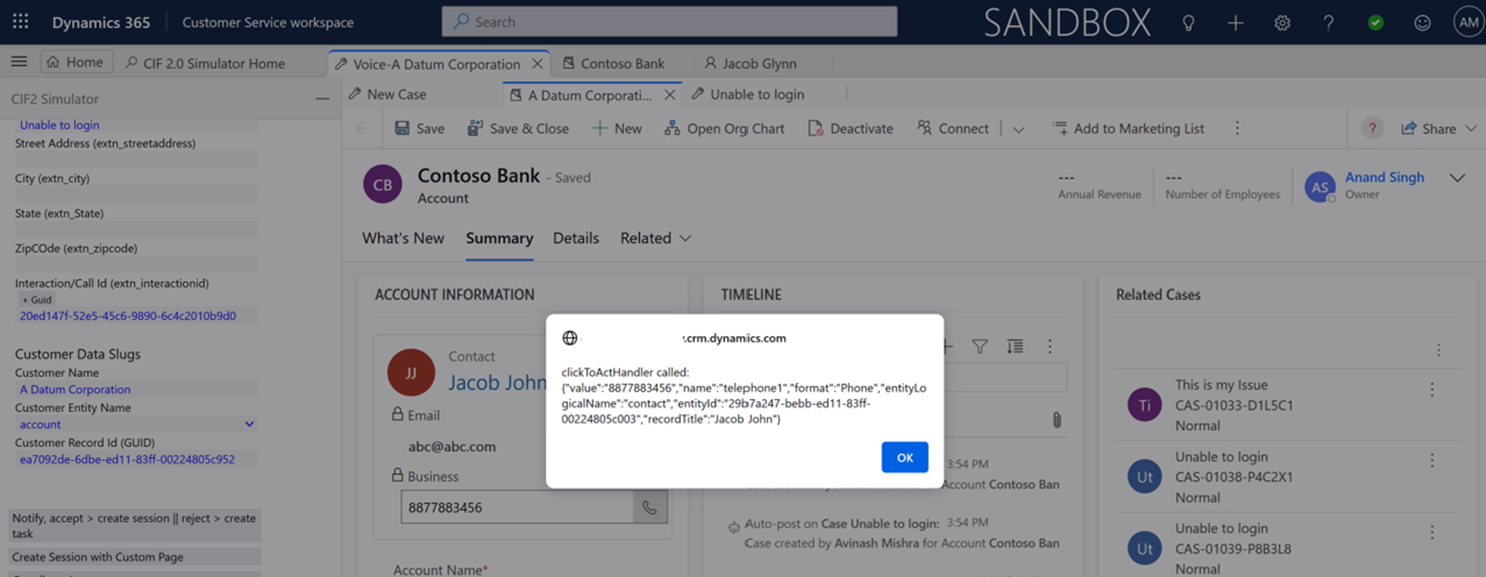 Dynamics 365
Customer Service workspace
Search
SANDBOX
AM
Home
CIF 2.0 Simulator Home
Voice-A Datum Corporation
Contoso Bank
Jacob Glynn
CIF2 Simulator
New Case
A Datum Corporati...
Unable to login
Save
Save & Close
New
Open Org Chart
Deactivate
Connect
Add to Marketing List
?
Share
Unable to login
Street Address (extn_streetaddress)
City (extn_city)
State (extn_State)
ZipCOde (extn_zipcode)
Interaction/Call Id (extn_interactionid)
+ Guid
20ed147f-52e5-45c6-9890-6c4c2010b9d0
Customer Data Slugs
Customer Name
A Datum Corporation
Customer Entity Name
account
Customer Record Id (GUID)
ea7092de-6dbe-ed11-83ff-00224805c952
Notify, accept > create session || reject > create
task
Create Session with Custom Page
CB
Contoso Bank - Saved
Account
---
Annual Revenue
---
Number of Employees
AS
Anand Singh
Owner
What's New
Summary
Details
Related
ACCOUNT INFORMATION
JJ
Contact
Jacob John
Email
abc@abc.com
Business
8877883456
Account Name*
TIMELINE
.crm.dynamics.com
clickToActHandler called:
{"value":"8877883456","name":"telephone1","format":"Phone","entityLo
gicalName":"contact","entityId":"29b7a247-bebb-ed11-83ff-
00224805c003","recordTitle":"Jacob John"}
OK
3:54 PM
Account Contoso Ban
Auto-post on Case Unable to login: 3:54 PM
Case created by Avinash Mishra for Account Contoso Ban
Related Cases
Ti
This is my Issue
CAS-01033-D1L5C1
Normal
Ut
Unable to login
CAS-01038-P4C2X1
Normal
Ut
Unable to login
CAS-01039-P8B3L8
Normal